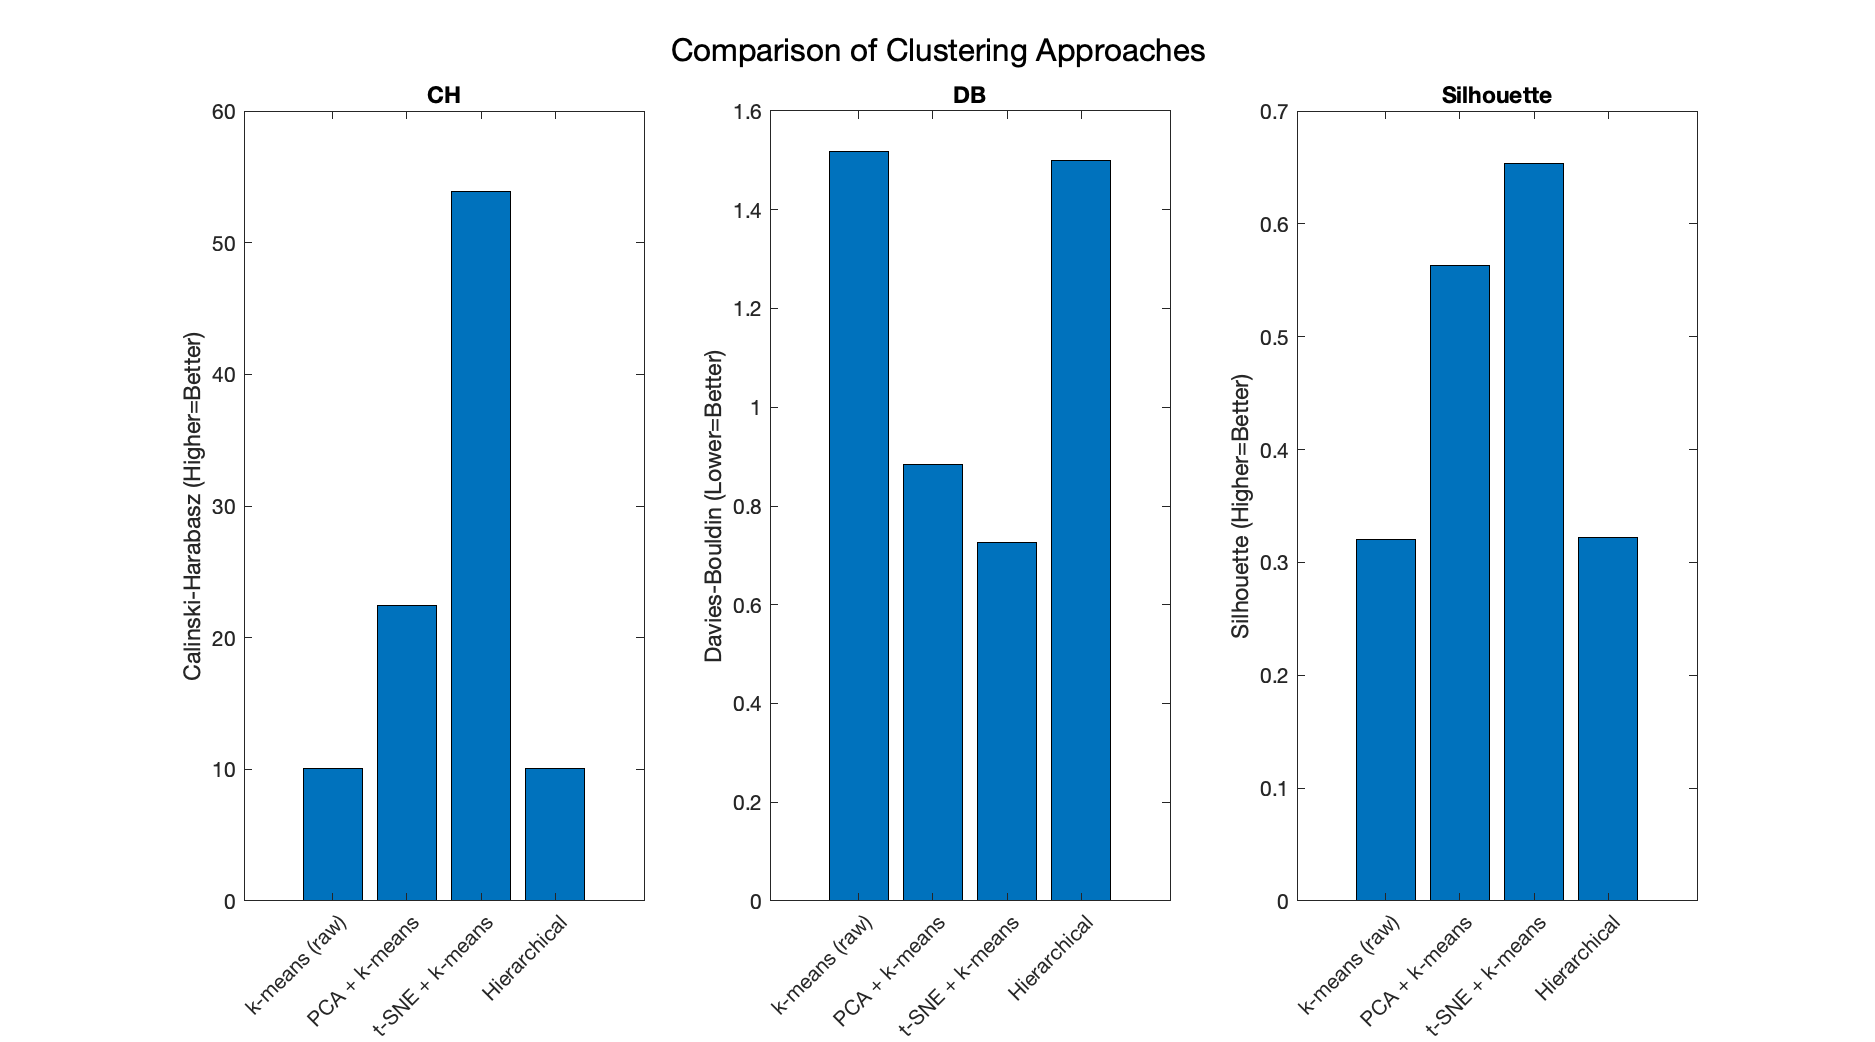 Comparison of Clustering Approaches
CH
Calinski-Harabasz (Higher=Better)
60
50
40
30
20
10
0
k-means (raw)
PCA + k-means
t-SNE + k-means
Hierarchical
DB
Davies-Bouldin (Lower=Better)
1.6
1.4
1.2
1
0.8
0.6
0.4
0.2
0
k-means (raw)
PCA + k-means
t-SNE + k-means
Hierarchical
Silhouette
Silhouette (Higher=Better)
0.7
0.6
0.5
0.4
0.3
0.2
0.1
0
k-means (raw)
PCA + k-means
t-SNE + k-means
Hierarchical